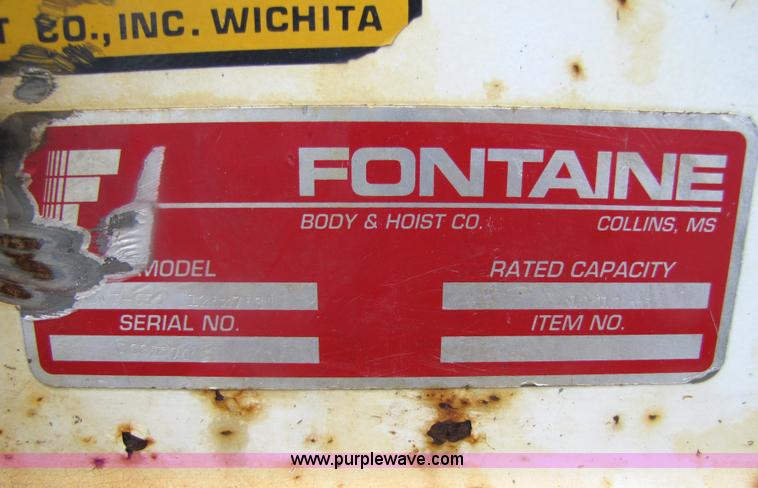 CO., INC. WICHITA
FONTAINE
BODY & HOIST CO. COLLINS, MS
MODEL RATED CAPACITY
SERIAL NO. ITEM NO.
www.purplewave.com